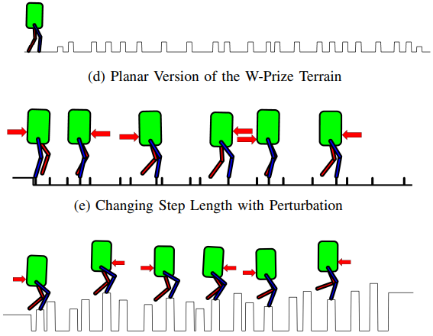 (d) Planar Version of the W-Prize Terrain
(e) Changing Step Length with Perturbation